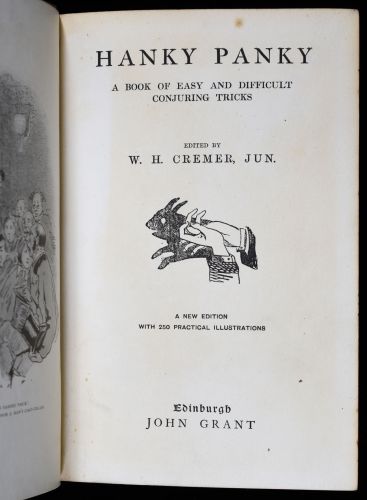 HANKY PANKY
A BOOK OF EASY AND DIFFICULT
CONJURING TRICKS
EDITED BY
W. H. CREMER, JUN.
A NEW EDITION
WITH 250 PRACTICAL ILLUSTRATIONS
Edinburgh
JOHN GRANT